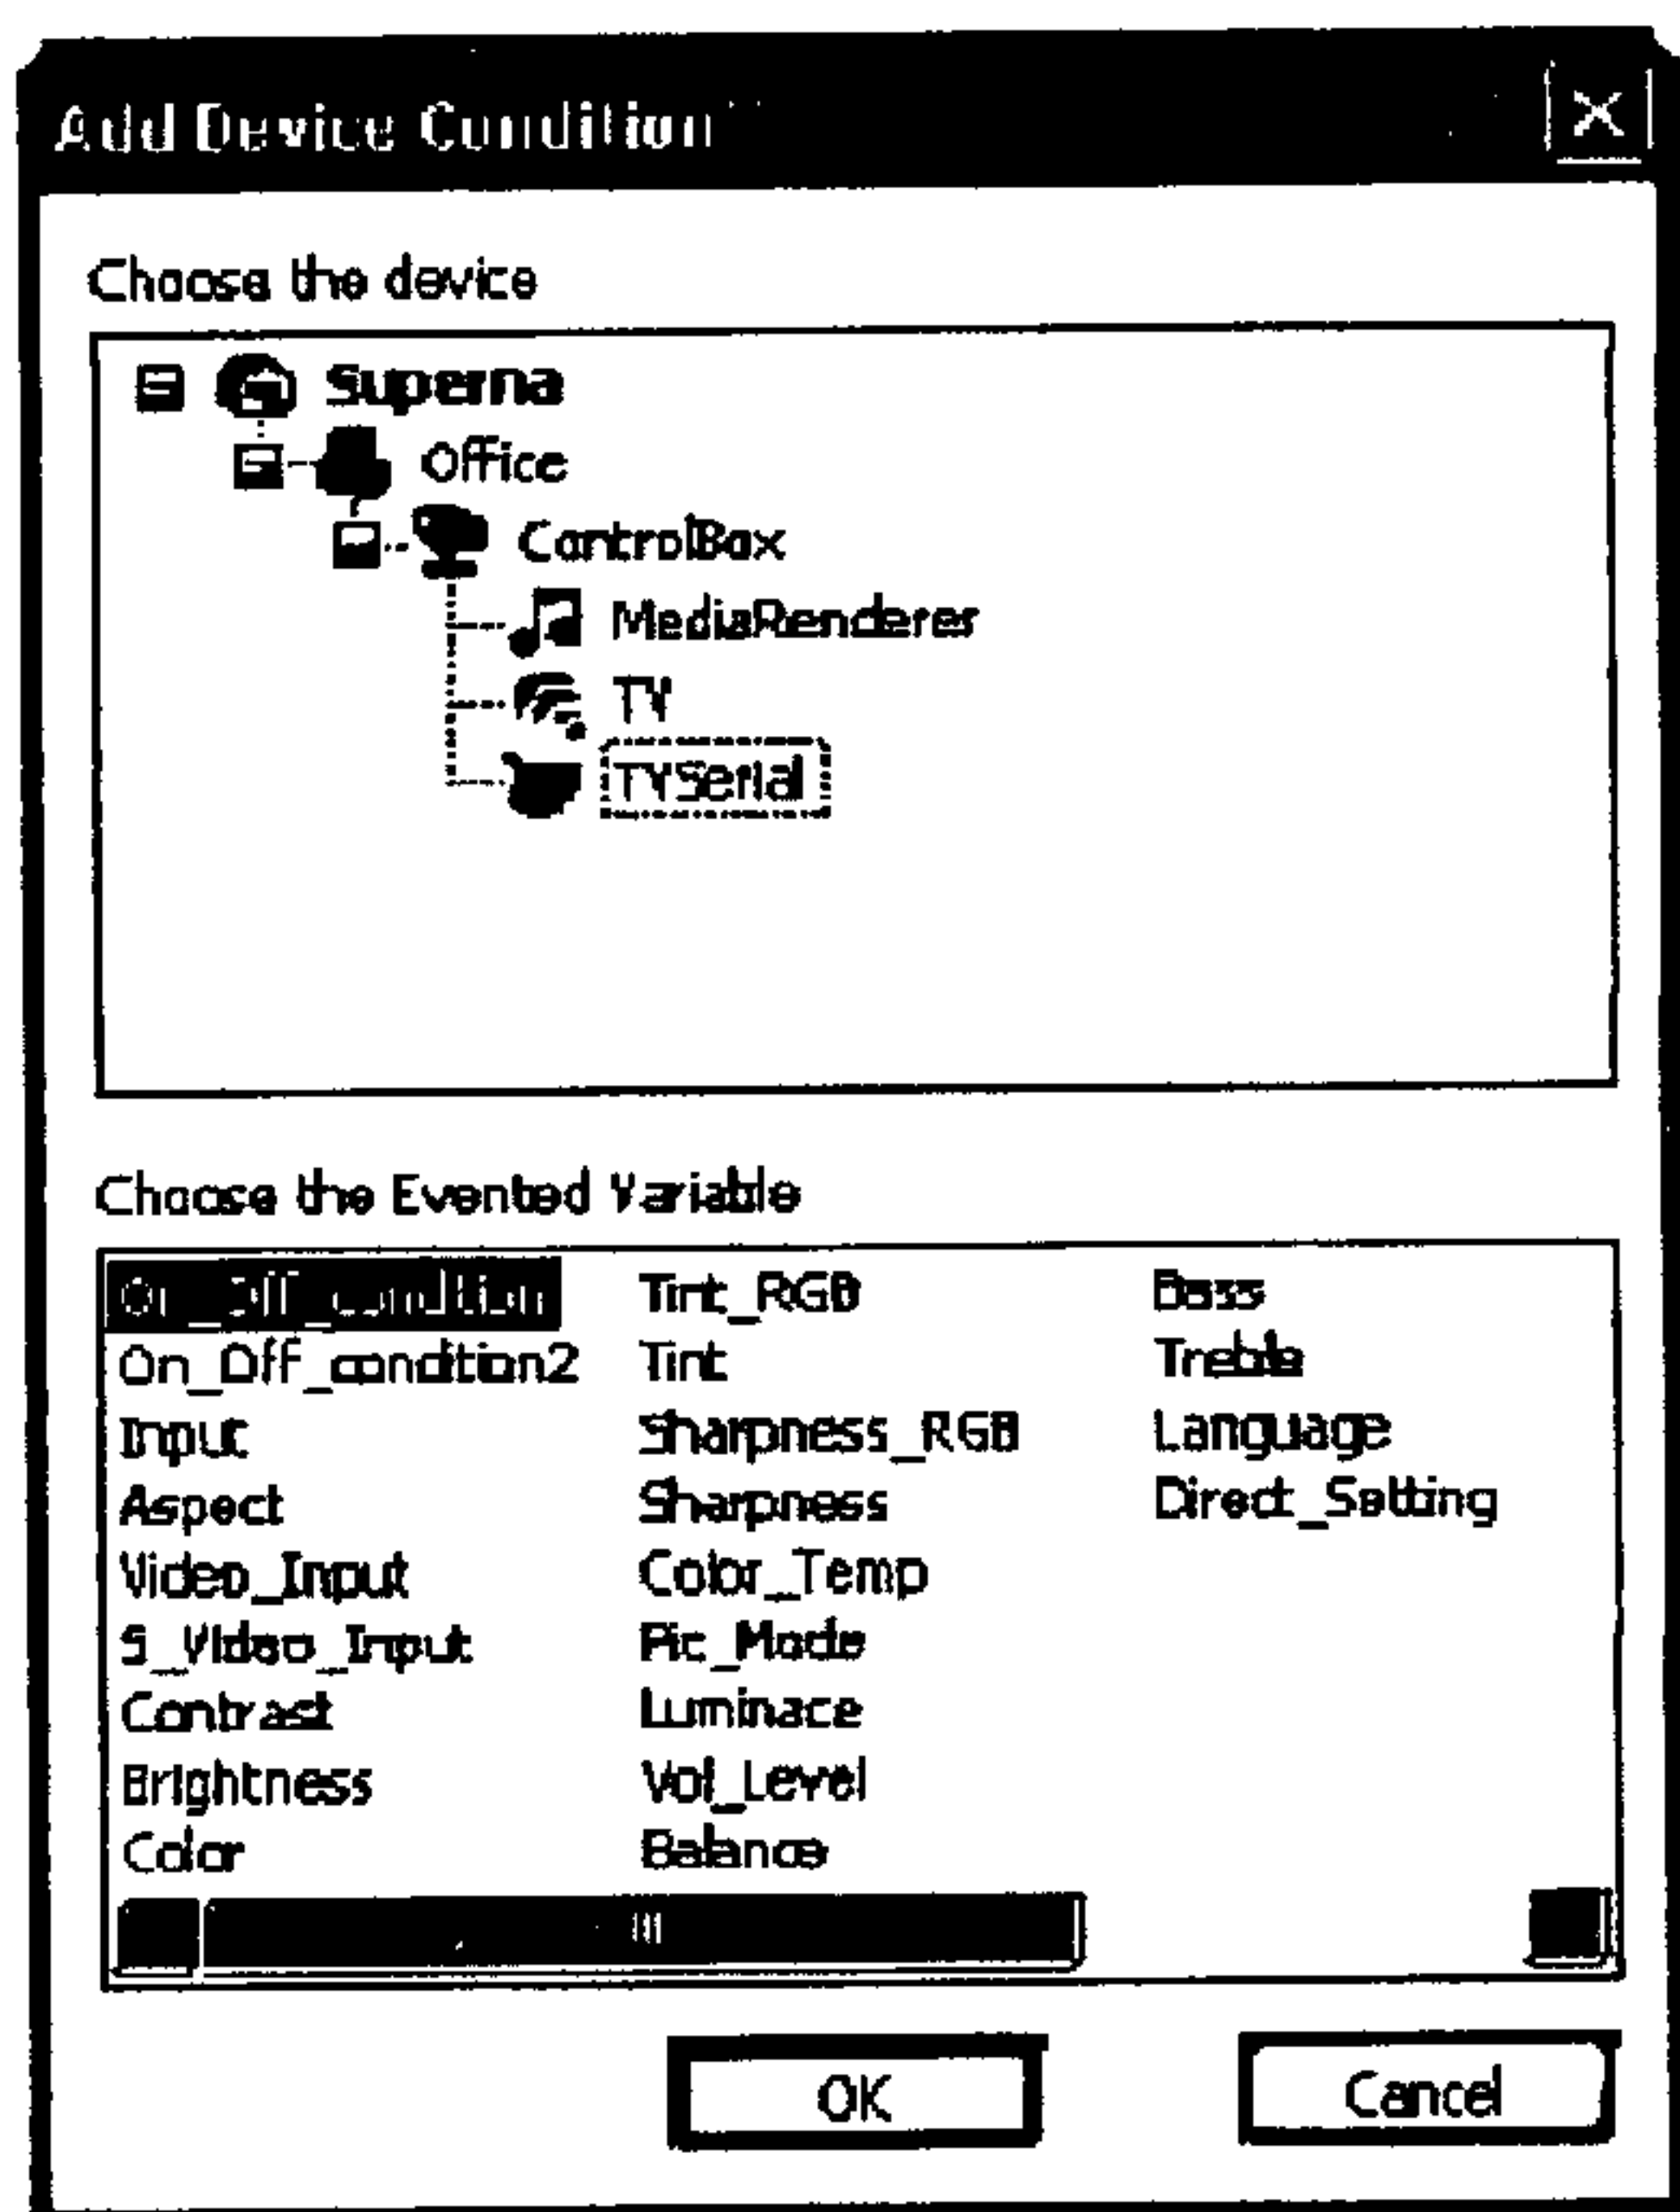 Add Device Condition
Choose the device
Superna
Office
ControlBox
MediaRenderer
TV
TVSerial
Choose the Evented Variable
On_Off_condition Tint_RGB Bass
On_Off_condtion2 Tint Treble
Input Sharpness_RGB Language
Aspect Sharpness Direct_Setting
Video_Input Color_Temp
S_Video_Input Pic_Mode
Contrast Luminace
Brightness Vol_Level
Color Balance
OK Cancel